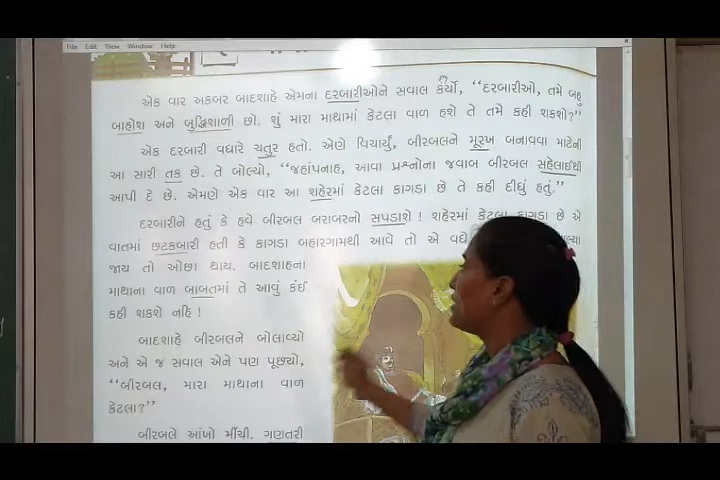 File Edit View Window Help
એક વાર અકબર બાદશાહે એમના દરબારીઓને સવાલ કર્યો, “દરબારીઓ, તમે બહુ
બાહોશ અને બુદ્ધિશાળી છો. શું મારા માથામાં કેટલા વાળ હશે તે તમે કહી શકશો?”
એક દરબારી વધારે ચતુર હતો. એણે વિચાર્યું, બીરબલને મૂરખ બનાવવા માટેની
આ સારી તક છે. તે બોલ્યો, “જહાંપનાહ, આવા પ્રશ્નોના જવાબ બીરબલ સહેલાઈથી
આપી દે છે. એમણે એક વાર આ શહેરમાં કેટલા કાગડા છે તે કહી દીધું હતું.”
દરબારીને હતું કે હવે બીરબલ બરાબરનો સપડાશે ! શહેરમાં કેટલા કાગડા છે એ
વાતમાં છટકબારી હતી કે કાગડા બહારગામથી આવે તો એ વધે
જાય તો ઓછા થાય. બાદશાહના
માથાના વાળ બાબતમાં તે આવું કંઈ
કહી શકશે નહિ !
બાદશાહે બીરબલને બોલાવ્યો
અને એ જ સવાલ એને પણ પૂછ્યો,
“બીરબલ, મારા માથાના વાળ
કેટલા?”
બીરબલે આંખો મીંચી. ગણતરી